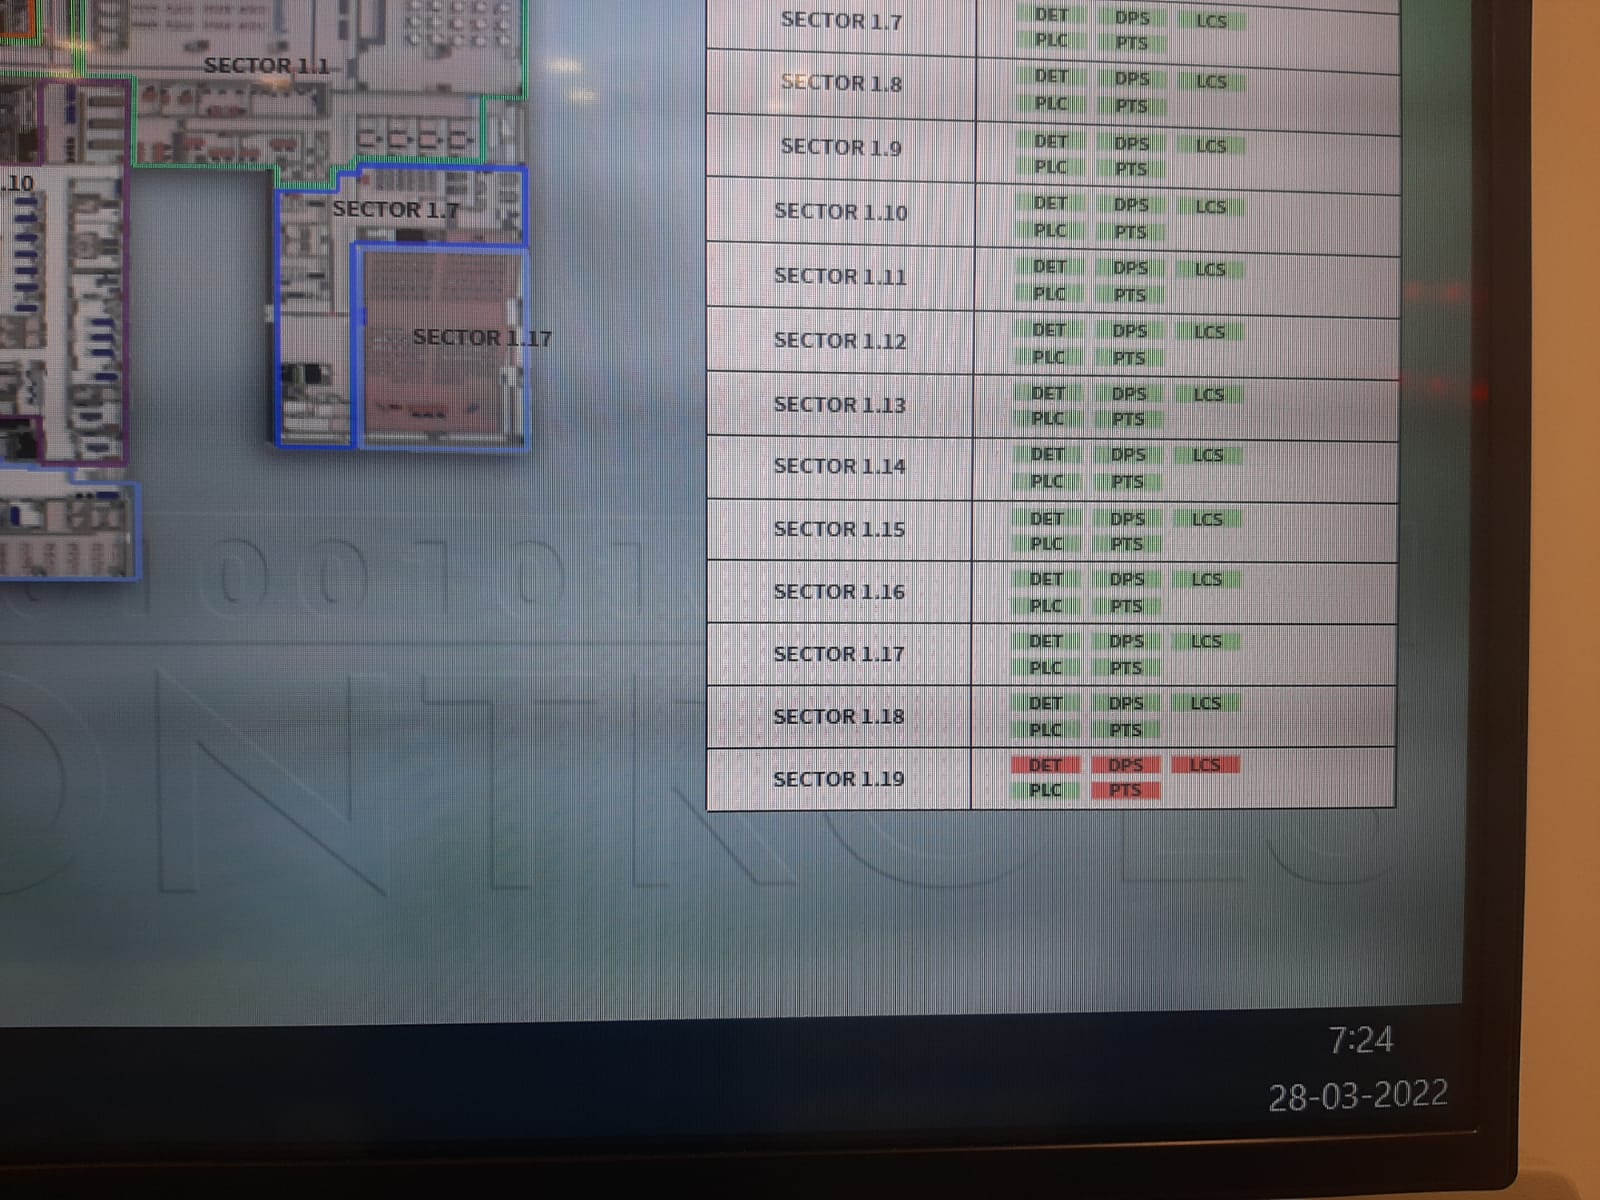 SECTOR 1.1
.10
SECTOR 1.7
SECTOR 1.17
SECTOR 1.7 DET DPS LCS
PLC PTS
SECTOR 1.8 DET DPS LCS
PLC PTS
SECTOR 1.9 DET DPS LCS
PLC PTS
SECTOR 1.10 DET DPS LCS
PLC PTS
SECTOR 1.11 DET DPS LCS
PLC PTS
SECTOR 1.12 DET DPS LCS
PLC PTS
SECTOR 1.13 DET DPS LCS
PLC PTS
SECTOR 1.14 DET DPS LCS
PLC PTS
SECTOR 1.15 DET DPS LCS
PLC PTS
SECTOR 1.16 DET DPS LCS
PLC PTS
SECTOR 1.17 DET DPS LCS
PLC PTS
SECTOR 1.18 DET DPS LCS
PLC PTS
SECTOR 1.19 DET DPS LCS
PLC PTS
ONTROLS
7:24
28-03-2022